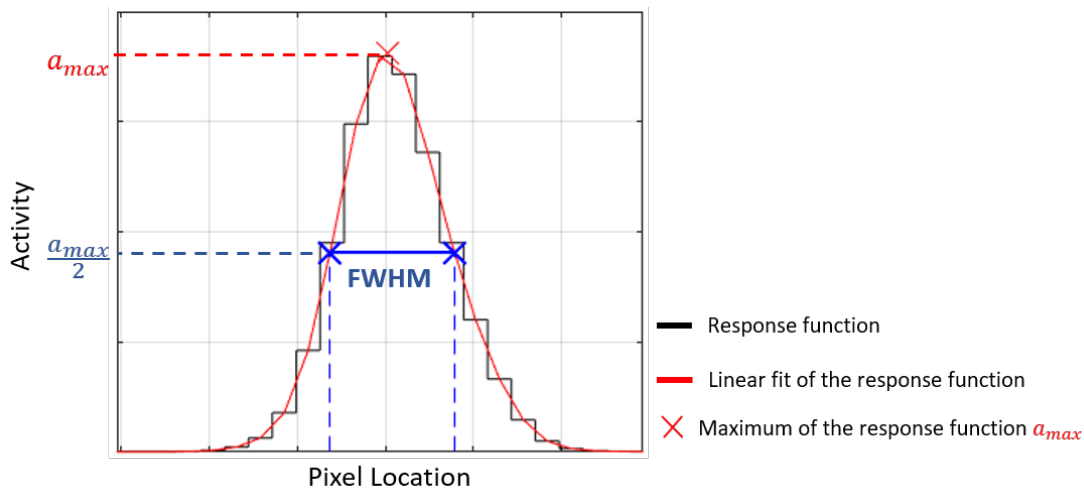 a_max
Activity
a_max
2
FWHM
Pixel Location
Response function
Linear fit of the response function
Maximum of the response function a_max